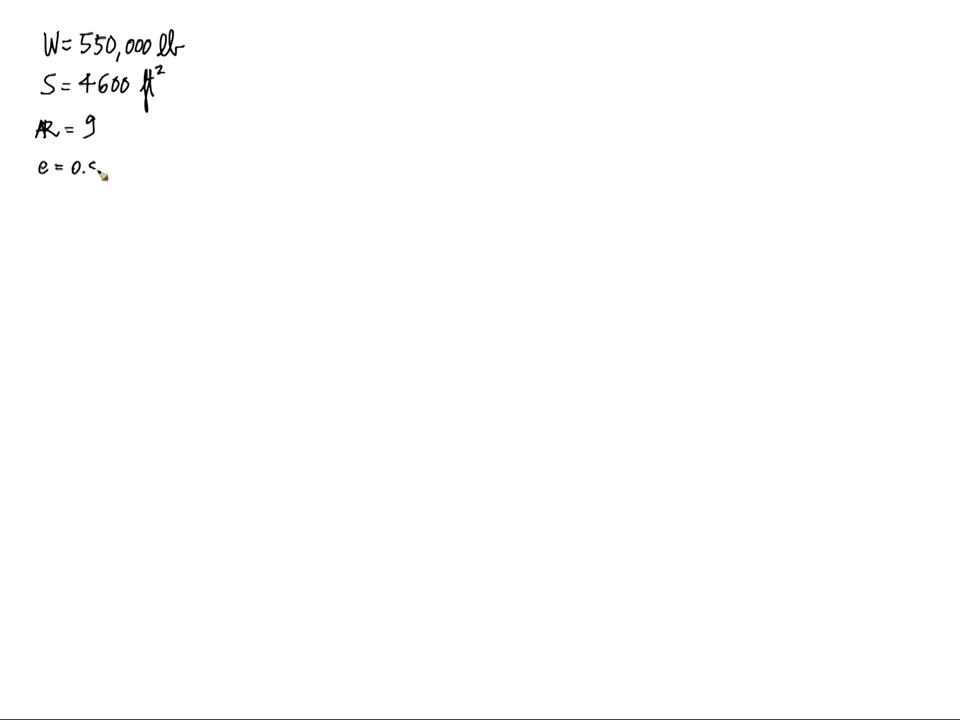 W = 550,000 lb
S = 4600 ft²
AR = 9
e = 0.